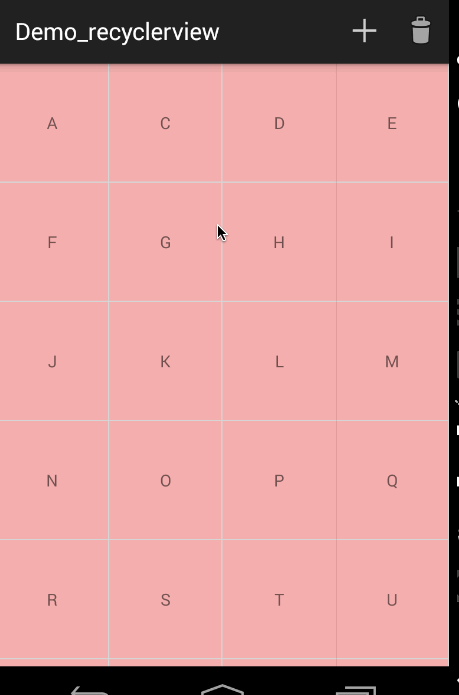 Demo_recyclerview
A C D E
F G H I
J K L M
N O P Q
R S T U